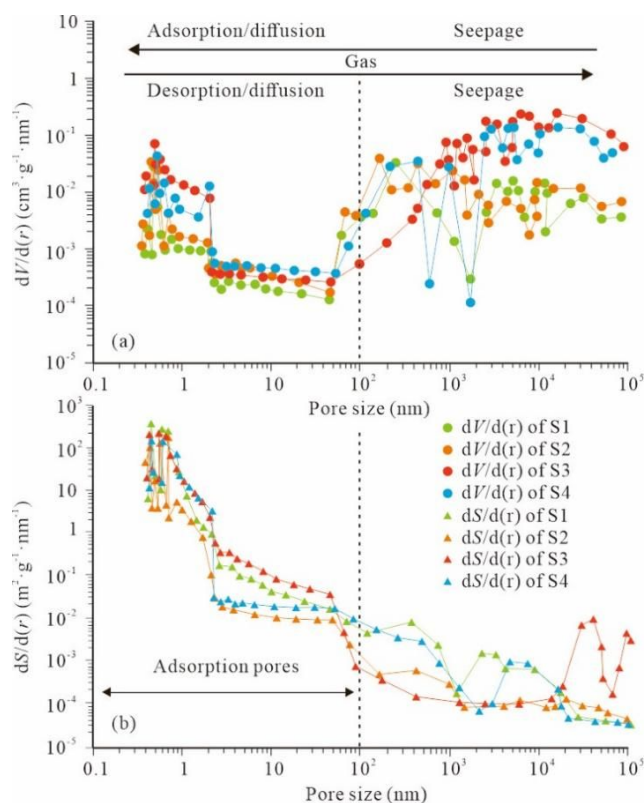 Adsorption/diffusion Seepage
Gas
Desorption/diffusion Seepage
10
1
10⁻¹
10⁻²
10⁻³
10⁻⁴
10⁻⁵
dV/d(r) (cm³·g⁻¹·nm⁻¹)
(a)
0.1 1 10 10² 10³ 10⁴ 10⁵
Pore size (nm)
10³
10²
10
1
10⁻¹
10⁻²
10⁻³
10⁻⁴
10⁻⁵
dS/d(r) (m²·g⁻¹·nm⁻¹)
dV/d(r) of S1
dV/d(r) of S2
dV/d(r) of S3
dV/d(r) of S4
dS/d(r) of S1
dS/d(r) of S2
dS/d(r) of S3
dS/d(r) of S4
Adsorption pores
(b)
0.1 1 10 10² 10³ 10⁴ 10⁵
Pore size (nm)